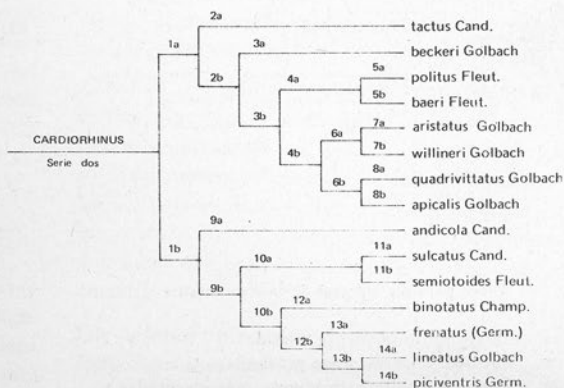 2a tactus Cand.
1a 3a beckeri Golbach
2b 4a 5a politus Fleut.
5b baeri Fleut.
3b 6a 7a aristatus Golbach
7b willineri Golbach
4b 8a quadrivittatus Golbach
6b 8b apicalis Golbach
CARDIORHINUS
Serie dos
9a andicola Cand.
1b 10a 11a sulcatus Cand.
11b semiotoides Fleut.
9b 12a binotatus Champ.
10b 13a frenatus (Germ.)
12b 14a lineatus Golbach
13b 14b piciventris Germ.